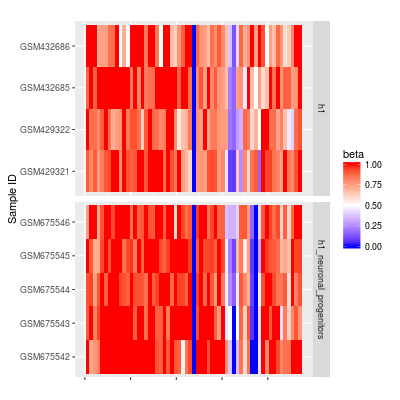 Sample ID
GSM432686
GSM432685
GSM429322
GSM429321
h1
GSM675546
GSM675545
GSM675544
GSM675543
GSM675542
h1_neuronal_progenitors
beta
1.00
0.75
0.50
0.25
0.00